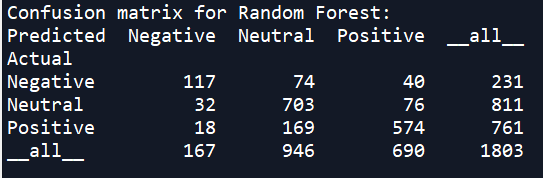 Confusion matrix for Random Forest:
Predicted  Negative  Neutral  Positive  __all__
Actual
Negative        117       74        40      231
Neutral          32      703        76      811
Positive         18      169       574      761
__all__         167      946       690     1803